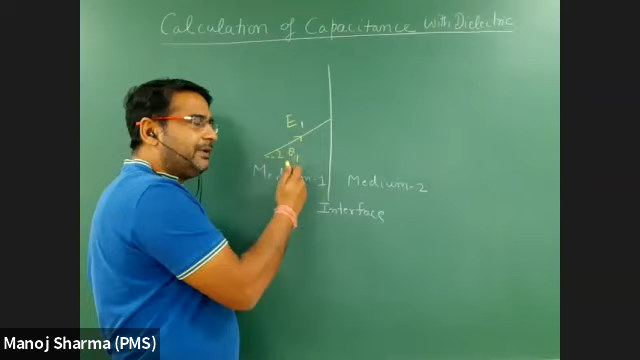 Calculation of Capacitance with Dielectric
E1
θ1
Medium-1 Medium-2
Interface
Manoj Sharma (PMS)